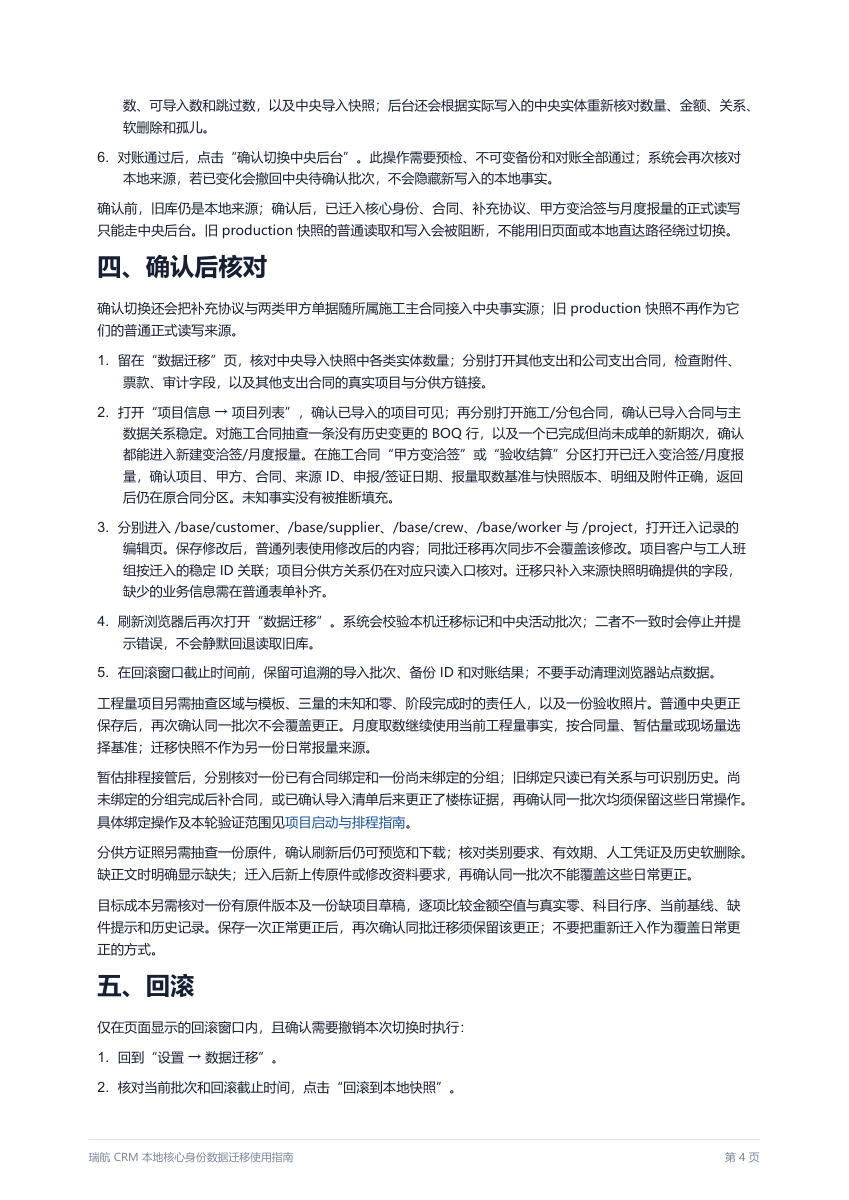 数、可导入数和跳过数，以及中央导入快照；后台还会根据实际写入的中央实体重新核对数量、金额、关系、
软删除和孤儿。
6. 对账通过后，点击“确认切换中央后台”。此操作需要预检、不可变备份和对账全部通过；系统会再次核对
本地来源，若已变化会撤回中央待确认批次，不会隐藏新写入的本地事实。
确认前，旧库仍是本地来源；确认后，已迁入核心身份、合同、补充协议、甲方变洽签与月度报量的正式读写
只能走中央后台。旧 production 快照的普通读取和写入会被阻断，不能用旧页面或本地直达路径绕过切换。
四、确认后核对
确认切换还会把补充协议与两类甲方单据随所属施工主合同接入中央事实源；旧 production 快照不再作为它
们的普通正式读写来源。
1. 留在“数据迁移”页，核对中央导入快照中各类实体数量；分别打开其他支出和公司支出合同，检查附件、
票款、审计字段，以及其他支出合同的真实项目与分供方链接。
2. 打开“项目信息 → 项目列表”，确认已导入的项目可见；再分别打开施工/分包合同，确认已导入合同与主
数据关系稳定。对施工合同抽查一条没有历史变更的 BOQ 行，以及一个已完成但尚未成单的新期次，确认
都能进入新建变洽签/月度报量。在施工合同“甲方变洽签”或“验收结算”分区打开已迁入变洽签/月度报
量，确认项目、甲方、合同、来源 ID、申报/签证日期、报量取数基准与快照版本、明细及附件正确，返回
后仍在原合同分区。未知事实没有被推断填充。
3. 分别进入 /base/customer、/base/supplier、/base/crew、/base/worker 与 /project，打开迁入记录的
编辑页。保存修改后，普通列表使用修改后的内容；同批迁移再次同步不会覆盖该修改。项目客户与工人班
组按迁入的稳定 ID 关联；项目分供方关系仍在对应只读入口核对。迁移只补入来源快照明确提供的字段，
缺少的业务信息需在普通表单补齐。
4. 刷新浏览器后再次打开“数据迁移”。系统会校验本机迁移标记和中央活动批次；二者不一致时会停止并提
示错误，不会静默回退读取旧库。
5. 在回滚窗口截止时间前，保留可追溯的导入批次、备份 ID 和对账结果；不要手动清理浏览器站点数据。
工程量项目另需抽查区域与模板、三量的未知和零、阶段完成时的责任人，以及一份验收照片。普通中央更正
保存后，再次确认同一批次不会覆盖更正。月度取数继续使用当前工程量事实，按合同量、暂估量或现场量选
择基准；迁移快照不作为另一份日常报量来源。
暂估排程接管后，分别核对一份已有合同绑定和一份尚未绑定的分组；旧绑定只读已有关系与可识别历史。尚
未绑定的分组完成后补合同，或已确认导入清单后来更正了楼栋证据，再确认同一批次均须保留这些日常操作。
具体绑定操作及本轮验证范围见项目启动与排程指南。
分供方证照另需抽查一份原件，确认刷新后仍可预览和下载；核对类别要求、有效期、人工凭证及历史软删除。
缺正文时明确显示缺失；迁入后新上传原件或修改资料要求，再确认同一批次不能覆盖这些日常更正。
目标成本另需核对一份有原件版本及一份缺项目草稿，逐项比较金额空值与真实零、科目行序、当前基线、缺
件提示和历史记录。保存一次正常更正后，再次确认同批迁移须保留该更正；不要把重新迁入作为覆盖日常更
正的方式。
五、回滚
仅在页面显示的回滚窗口内，且确认需要撤销本次切换时执行：
1. 回到“设置 → 数据迁移”。
2. 核对当前批次和回滚截止时间，点击“回滚到本地快照”。
瑞航 CRM 本地核心身份数据迁移使用指南
第 4 页